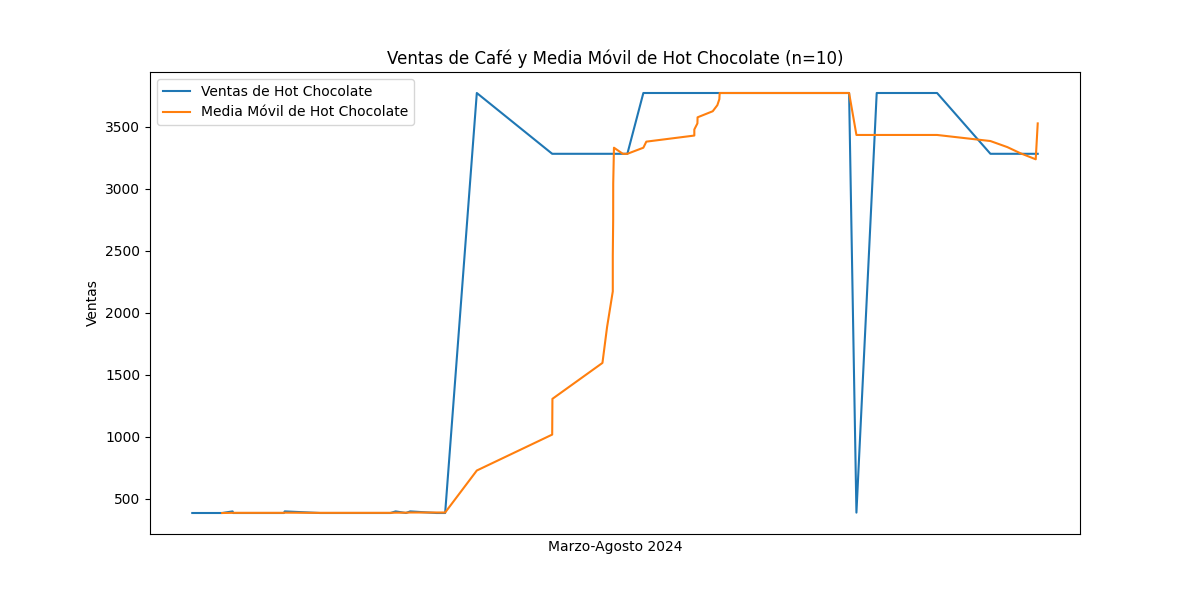 Ventas de Café y Media Móvil de Hot Chocolate (n=10)
Ventas de Hot Chocolate
Media Móvil de Hot Chocolate
3500
3000
2500
2000
1500
1000
500
Ventas
Marzo-Agosto 2024